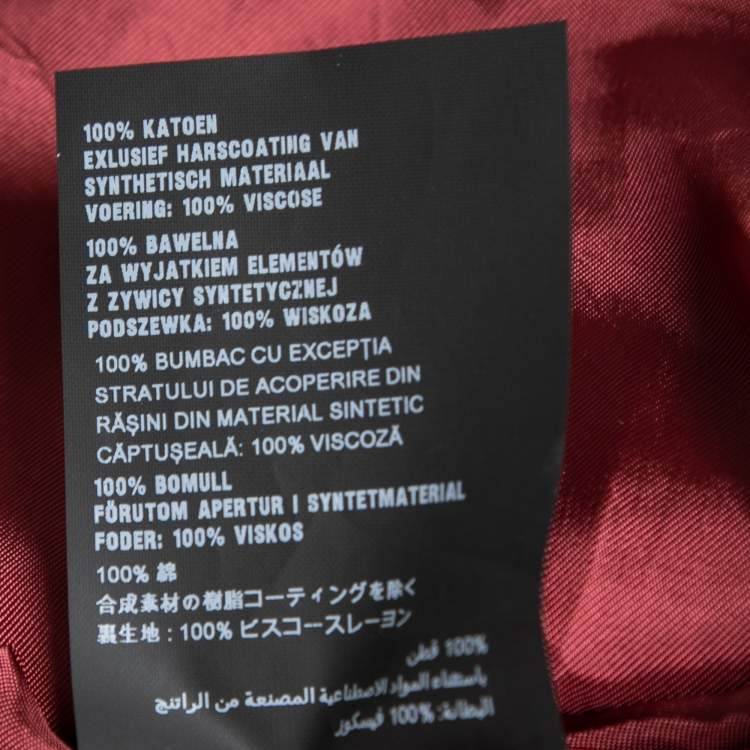 100% KATOEN
EXLUSIEF HARSCOATING VAN
SYNTHETISCH MATERIAAL
VOERING: 100% VISCOSE
100% BAWELNA
ZA WYJATKIEM ELEMENTÓW
Z ZYWICY SYNTETYCZNEJ
PODSZEWKA: 100% WISKOZA
100% BUMBAC CU EXCEPȚIA
STRATULUI DE ACOPERIRE DIN
RĂȘINI DIN MATERIAL SINTETIC
CĂPTUȘEALĂ: 100% VISCOZĂ
100% BOMULL
FÖRUTOM APERTUR I SYNTETMATERIAL
FODER: 100% VISKOS
100% 綿
合成素材の樹脂コーティングを除く
裏生地 : 100% ビスコースレーヨン
100% قطن
باستثناء المواد الاصطناعية المصنعة من الراتنج
البطانة: 100% فيسكوز